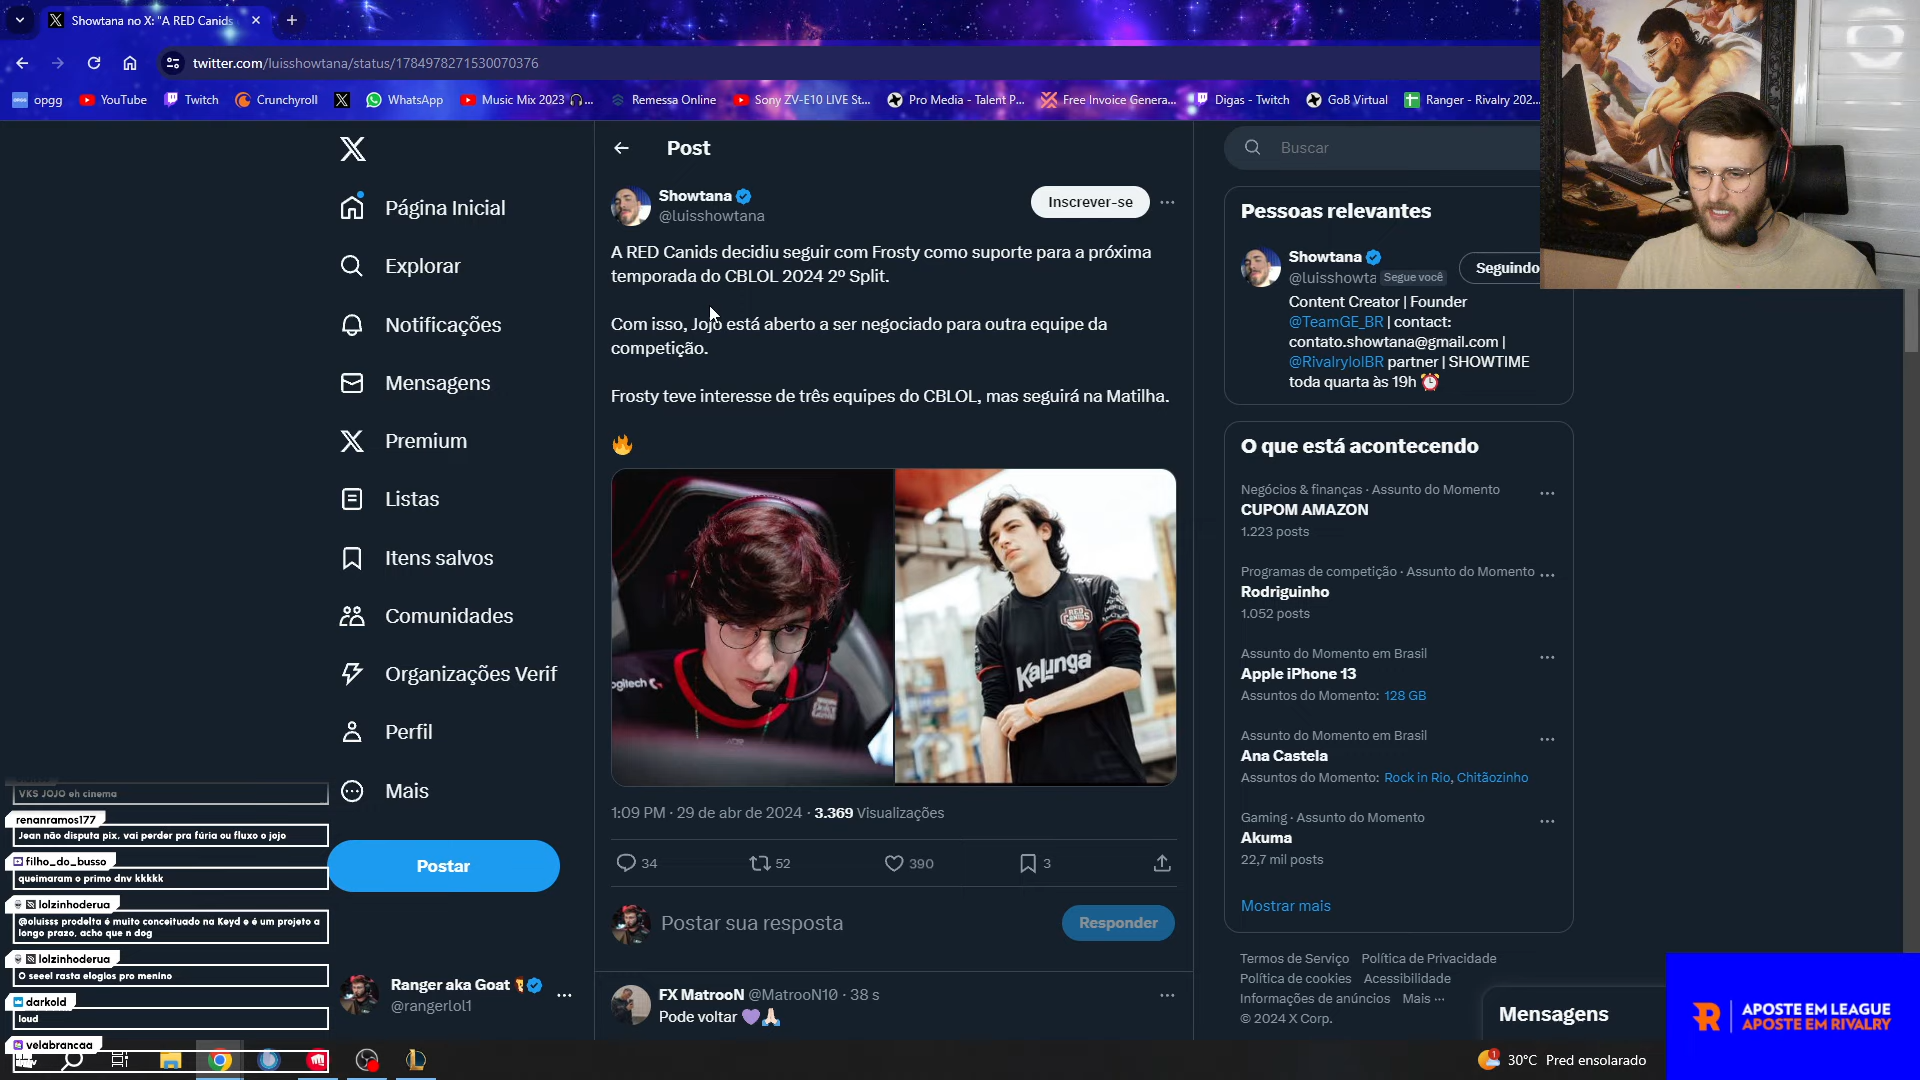 Showtana no X: "A RED Canids
twitter.com/luisshowtana/status/1784978271530070376
opgg
YouTube
Twitch
Crunchyroll
WhatsApp
Music Mix 2023 🎧...
Remessa Online
Sony ZV-E10 LIVE St...
Pro Media - Talent P...
Free Invoice Genera...
Digas - Twitch
GoB Virtual
Ranger - Rivalry 202...
Página Inicial
Explorar
Notificações
Mensagens
Premium
Listas
Itens salvos
Comunidades
Organizações Verif
Perfil
Mais
Postar
Ranger aka Goat
@rangerlol1
Post
Showtana
@luisshowtana
Inscrever-se
A RED Canids decidiu seguir com Frosty como suporte para a próxima
temporada do CBLOL 2024 2º Split.
Com isso, Jojo está aberto a ser negociado para outra equipe da
competição.
Frosty teve interesse de três equipes do CBLOL, mas seguirá na Matilha.
🔥
ogitech
RED
CANIDS
Kalunga
1:09 PM · 29 de abr de 2024 · 3.369 Visualizações
34
52
390
3
Postar sua resposta
Responder
FX MatrooN @MatrooN10 · 38 s
Pode voltar 💜🙏🏻
Buscar
Pessoas relevantes
Showtana
@luisshowta Segue você
Seguindo
Content Creator | Founder
@TeamGE_BR | contact:
contato.showtana@gmail.com |
@RivalrylolBR partner | SHOWTIME
toda quarta às 19h ⏰
O que está acontecendo
Negócios & finanças · Assunto do Momento
CUPOM AMAZON
1.223 posts
Programas de competição · Assunto do Momento
Rodriguinho
1.052 posts
Assunto do Momento em Brasil
Apple iPhone 13
Assuntos do Momento: 128 GB
Assunto do Momento em Brasil
Ana Castela
Assuntos do Momento: Rock in Rio, Chitãozinho
Gaming · Assunto do Momento
Akuma
22,7 mil posts
Mostrar mais
Termos de Serviço Política de Privacidade
Política de cookies Acessibilidade
Informações de anúncios Mais ...
© 2024 X Corp.
Mensagens
VKS JOJO eh cinema
renanramos177
Jean não disputa pix, vai perder pra fúria ou fluxo o jojo
filho_do_busso
queimaram o primo dnv kkkkk
lolzinhoderua
@oluisss prodelta é muito conceituado na Keyd e é um projeto a
longo prazo, acho que n dog
lolzinhoderua
O seeel rasta elogios pro menino
darkold
loud
velabrancaa
APOSTE EM LEAGUE
APOSTE EM RIVALRY
1
30°C Pred ensolarado